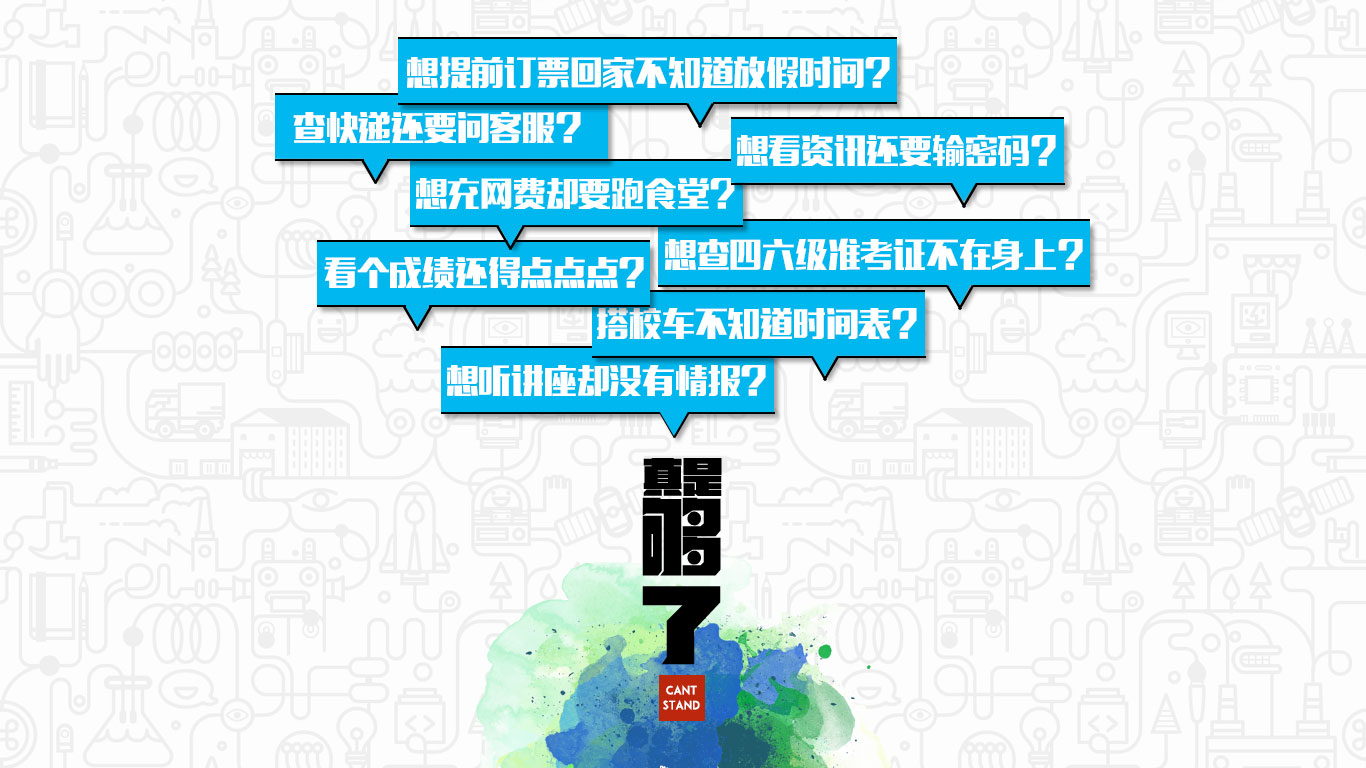 想提前订票回家不知道放假时间?
查快递还要问客服?
想看资讯还要输密码?
想充网费却要跑食堂?
想查四六级准考证不在身上?
看个成绩还得点点点?
搭校车不知道时间表?
想听讲座却没有情报?
真是
够
了
CANT
STAND